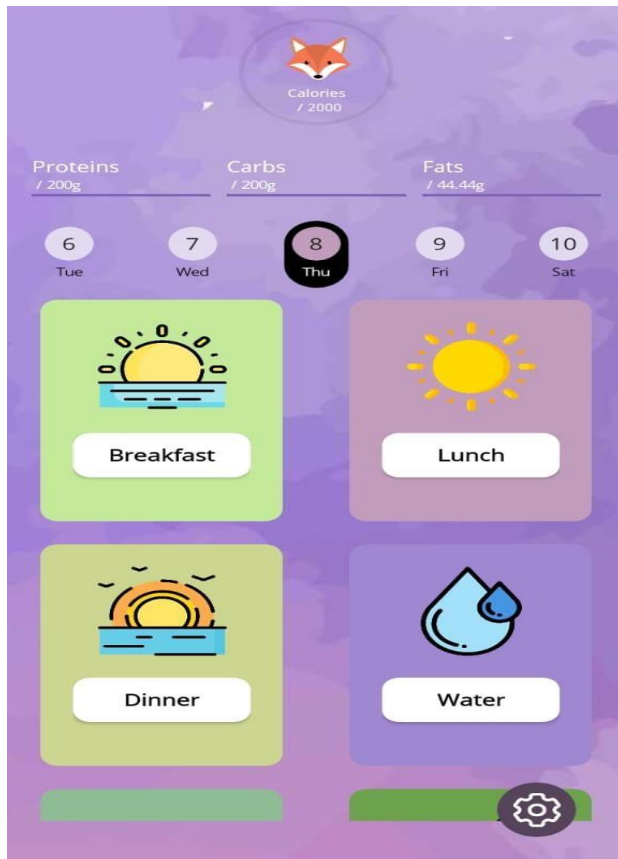 Calories
/ 2000
Proteins Carbs Fats
/ 200g / 200g / 44.44g
6 7 8 9 10
Tue Wed Thu Fri Sat
Breakfast Lunch
Dinner Water